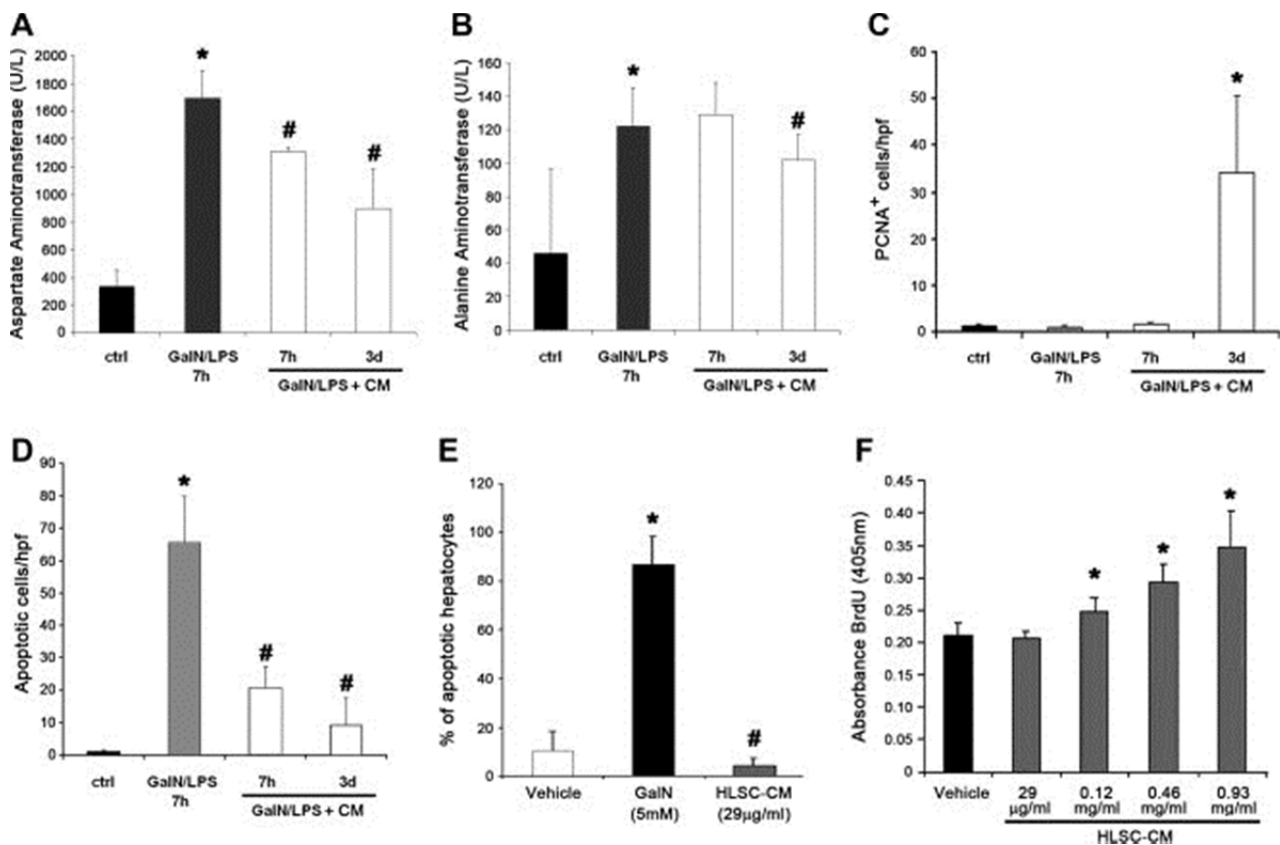 A
Aspartate Aminotransferase (U/L)
2000
1800
1600
1400
1200
1000
800
600
400
200
0
*
#
#
ctrl
GalN/LPS
7h
7h
3d
GalN/LPS + CM
B
Alanine Aminotransferase (U/L)
160
140
120
100
80
60
40
20
0
*
#
ctrl
GalN/LPS
7h
7h
3d
GalN/LPS + CM
C
PCNA+ cells/hpf
60
50
40
30
20
10
0
*
ctrl
GalN/LPS
7h
7h
3d
GalN/LPS + CM
D
Apoptotic cells/hpf
90
80
70
60
50
40
30
20
10
0
*
#
#
ctrl
GalN/LPS
7h
7h
3d
GalN/LPS + CM
E
% of apoptotic hepatocytes
120
100
80
60
40
20
0
*
#
Vehicle
GalN
(5mM)
HLSC-CM
(29µg/ml)
F
Absorbance BrdU (405nm)
0.45
0.40
0.35
0.30
0.25
0.20
0.15
0.10
0.05
0
*
*
*
Vehicle
29
µg/ml
0.12
mg/ml
0.46
mg/ml
0.93
mg/ml
HLSC-CM